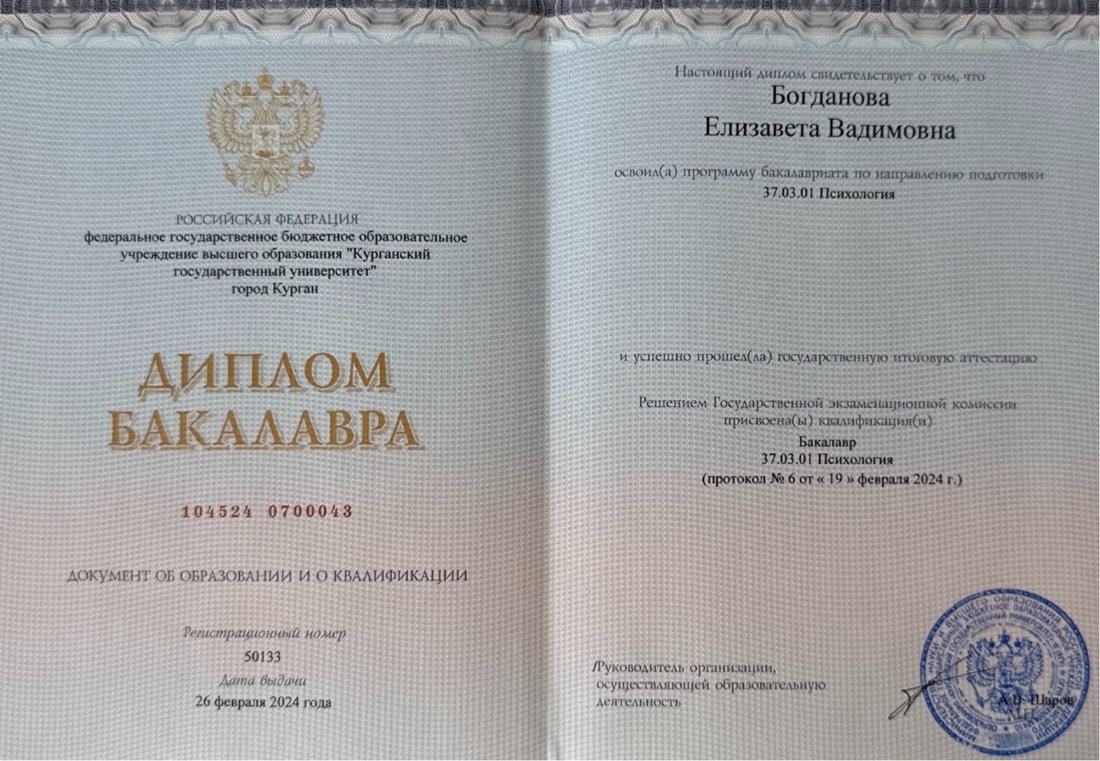 РОССИЙСКАЯ ФЕДЕРАЦИЯ
федеральное государственное бюджетное образовательное
учреждение высшего образования "Курганский
государственный университет"
город Курган
ДИПЛОМ
БАКАЛАВРА
104524 0700043
ДОКУМЕНТ ОБ ОБРАЗОВАНИИ И О КВАЛИФИКАЦИИ
Регистрационный номер
50133
Дата выдачи
26 февраля 2024 года
Настоящий диплом свидетельствует о том, что
Богданова
Елизавета Вадимовна
освоил(а) программу бакалавриата по направлению подготовки
37.03.01 Психология
и успешно прошел(ла) государственную итоговую аттестацию
Решением Государственной экзаменационной комиссии
присвоена(ы) квалификация(и)
Бакалавр
37.03.01 Психология
(протокол № 6 от « 19 » февраля 2024 г.)
/Руководитель организации,
осуществляющей образовательную
деятельность
А.В. Шаров